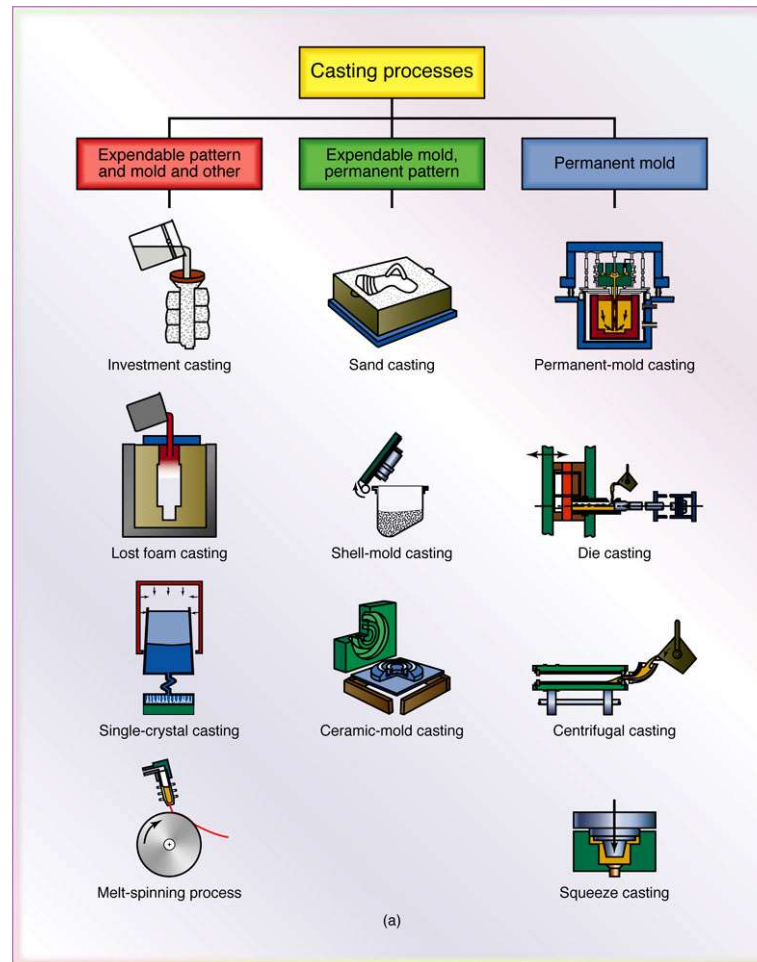 Casting processes
Expendable pattern
and mold and other
Expendable mold,
permanent pattern
Permanent mold
Investment casting
Sand casting
Permanent-mold casting
Lost foam casting
Shell-mold casting
Die casting
Single-crystal casting
Ceramic-mold casting
Centrifugal casting
Melt-spinning process
Squeeze casting
(a)